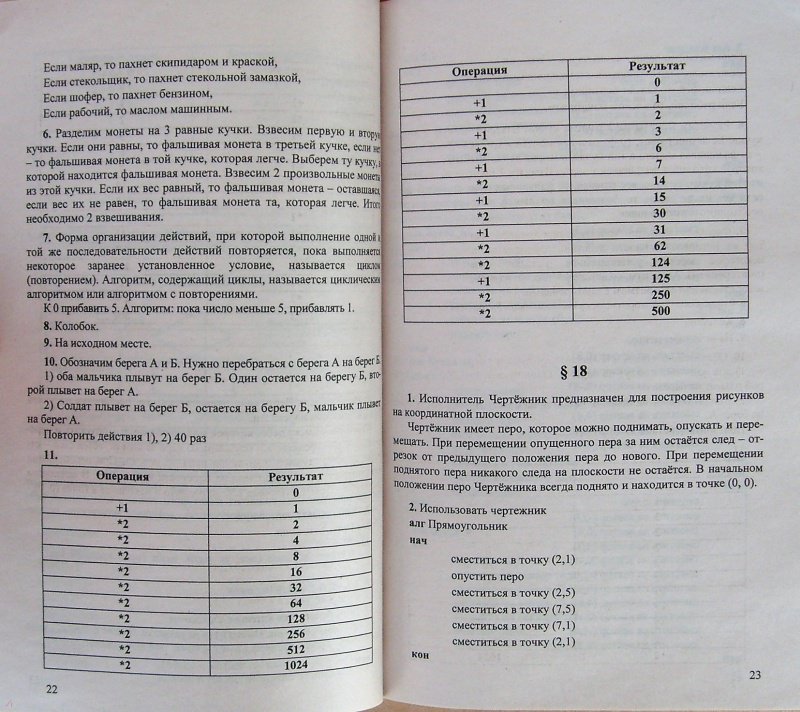 Если маляр, то пахнет скипидаром и краской,
Если стекольщик, то пахнет стекольной замазкой,
Если шофер, то пахнет бензином,
Если рабочий, то маслом машинным.
6. Разделим монеты на 3 равные кучки. Взвесим первую и вторую
кучки. Если они равны, то фальшивая монета в третьей кучке, если нет
– то фальшивая монета в той кучке, которая легче. Выберем ту кучку, в
которой находится фальшивая монета. Взвесим 2 произвольные монеты
из этой кучки. Если их вес равный, то фальшивая монета – оставшаяся,
если вес их не равен, то фальшивая монета та, которая легче. Итого
необходимо 2 взвешивания.
7. Форма организации действий, при которой выполнение одной и
той же последовательности действий повторяется, пока выполняется
некоторое заранее установленное условие, называется циклом
(повторением). Алгоритм, содержащий циклы, называется циклическим
алгоритмом или алгоритмом с повторениями.
К 0 прибавить 5. Алгоритм: пока число меньше 5, прибавлять 1.
8. Колобок.
9. На исходном месте.
10. Обозначим берега А и Б. Нужно перебраться с берега А на берег Б.
1) оба мальчика плывут на берег Б. Один остается на берегу Б, вто-
рой плывет на берег А.
2) Солдат плывет на берег Б, остается на берегу Б, мальчик плывет
на берег А.
Повторить действия 1), 2) 40 раз
11.
Операция Результат
0
+1 1
*2 2
*2 4
*2 8
*2 16
*2 32
*2 64
*2 128
*2 256
*2 512
*2 1024
22
Операция Результат
0
+1 1
*2 2
+1 3
*2 6
+1 7
*2 14
+1 15
*2 30
+1 31
*2 62
*2 124
+1 125
*2 250
*2 500
§ 18
1. Исполнитель Чертёжник предназначен для построения рисунков
на координатной плоскости.
Чертёжник имеет перо, которое можно поднимать, опускать и пере-
мещать. При перемещении опущенного пера за ним остаётся след – от-
резок от предыдущего положения пера до нового. При перемещении
поднятого пера никакого следа на плоскости не остаётся. В начальном
положении перо Чертёжника всегда поднято и находится в точке (0, 0).
2. Использовать чертежник
алг Прямоугольник
нач
сместиться в точку (2,1)
опустить перо
сместиться в точку (2,5)
сместиться в точку (7,5)
сместиться в точку (7,1)
сместиться в точку (2,1)
кон
23